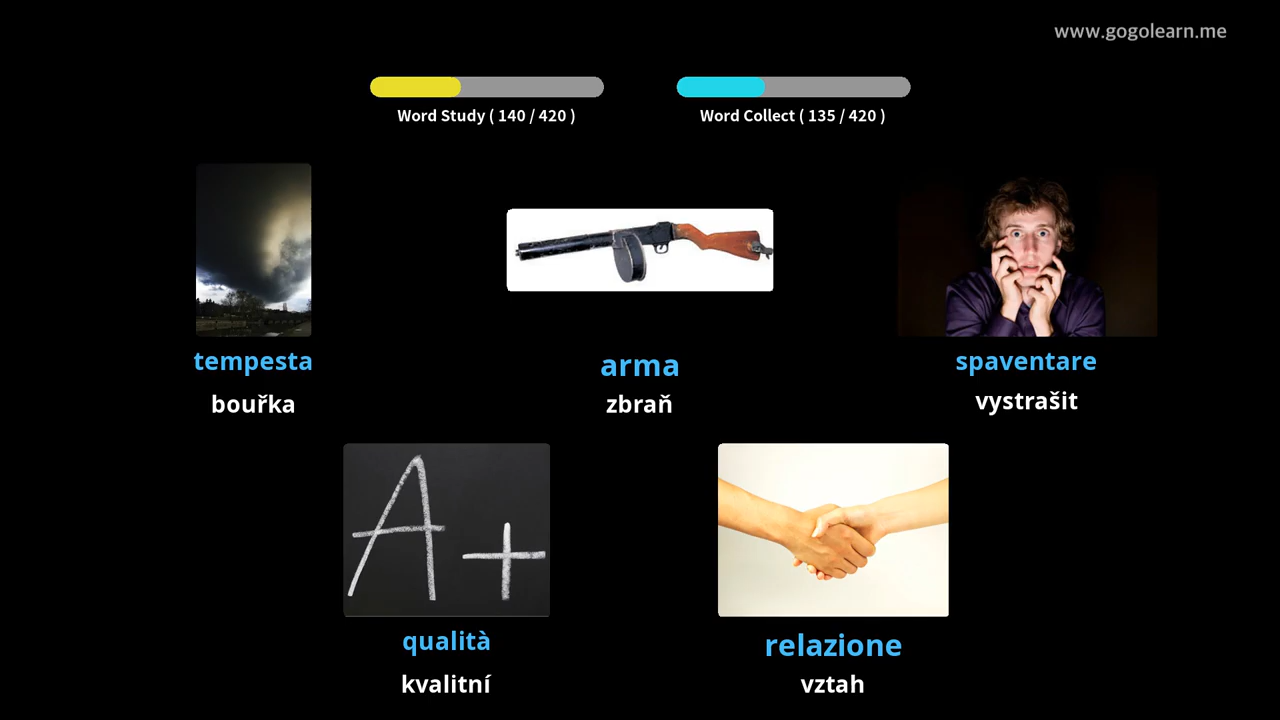 www.gogolearn.me
Word Study ( 140 / 420 )
Word Collect ( 135 / 420 )
tempesta
bouřka
arma
zbraň
spaventare
vystrašit
A+
qualità
kvalitní
relazione
vztah